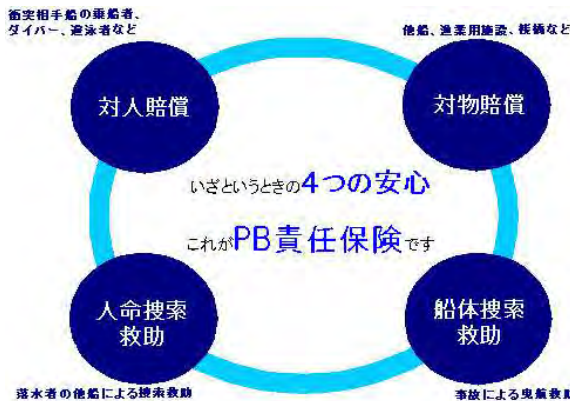 衝突相手船の乗船者、
ダイバー、遊泳者など
他船、漁業用施設、桟橋など
対人賠償
対物賠償
いざというときの4つの安心
これがPB責任保険です
人命捜索
救助
船体捜索
救助
落水者の他船による捜索救助
事故による曳航救助